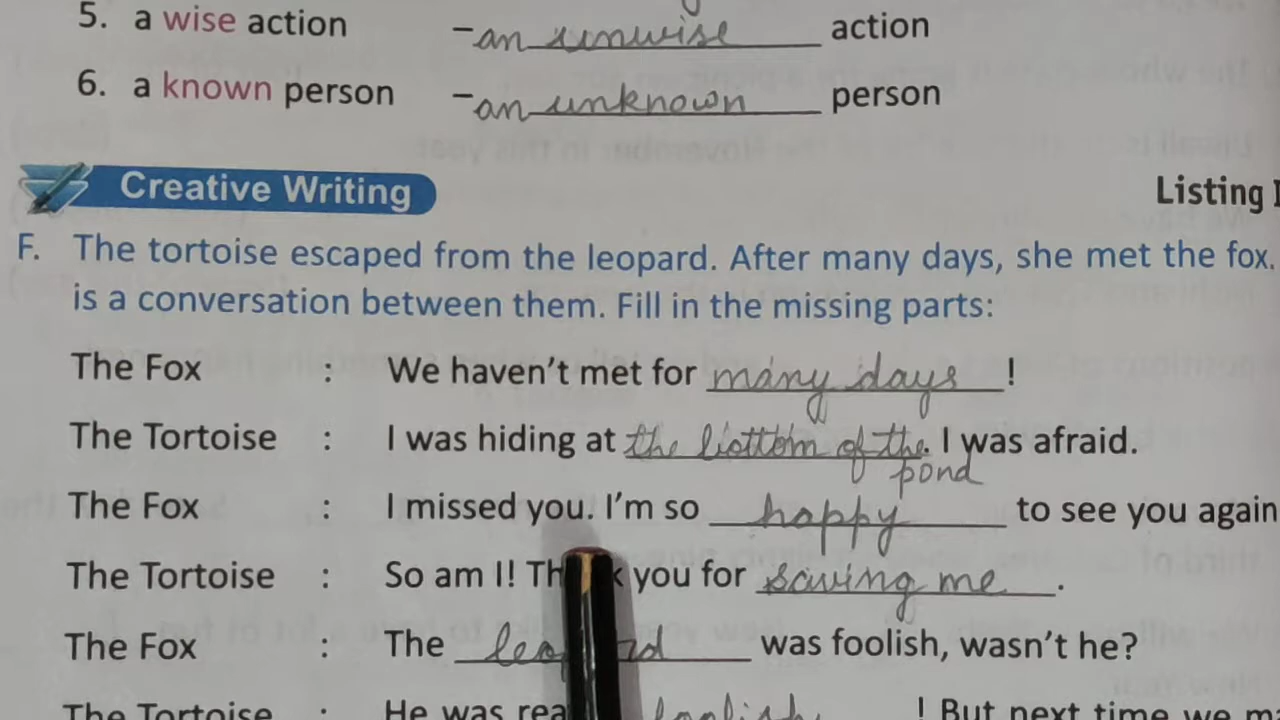 5. a wise action - an unwise action
6. a known person - an unknown person
Creative Writing
Listing
F. The tortoise escaped from the leopard. After many days, she met the fox.
is a conversation between them. Fill in the missing parts:
The Fox : We haven't met for many days !
The Tortoise : I was hiding at the bottom of the. I was afraid.
pond
The Fox : I missed you. I'm so happy to see you again
The Tortoise : So am I! Thank you for saving me.
The Fox : The leopard was foolish, wasn't he?
The Tortoise : He was foolish ! But next time we